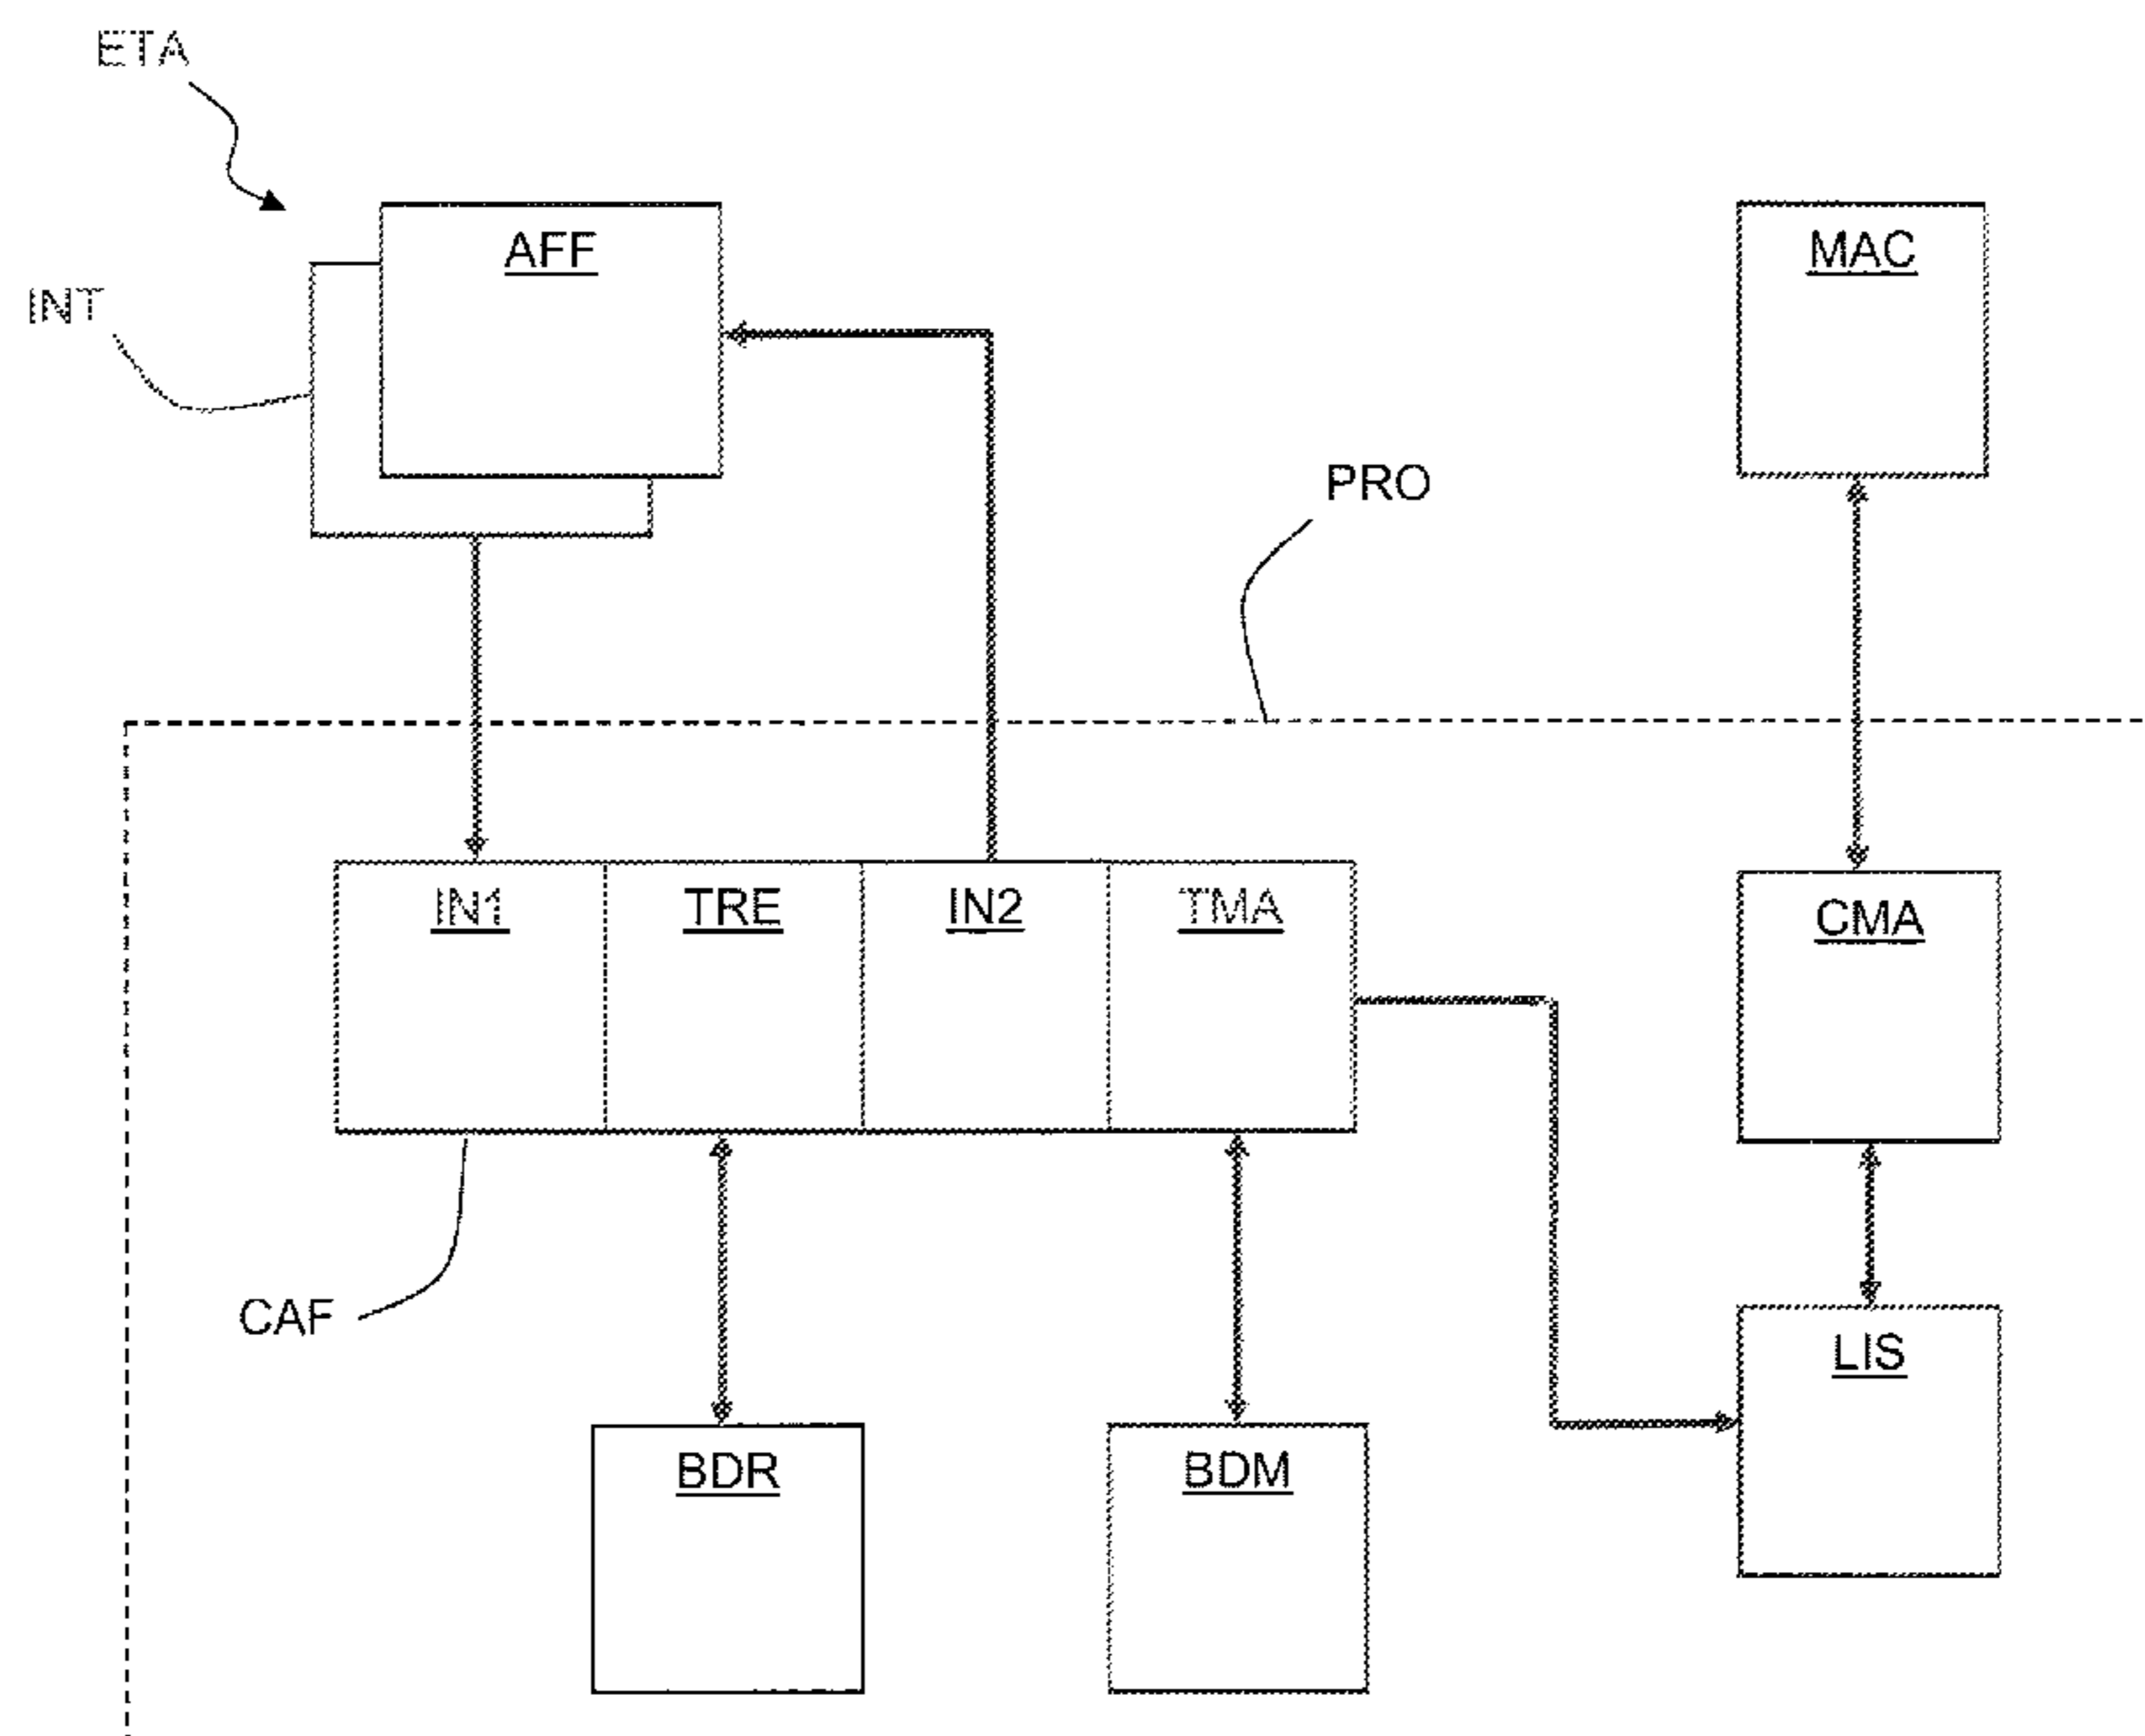 ETA
AFF
MAC
INT
PRO
IN1
TRE
IN2
TMA
CMA
CAF
LIS
BDR
BDM